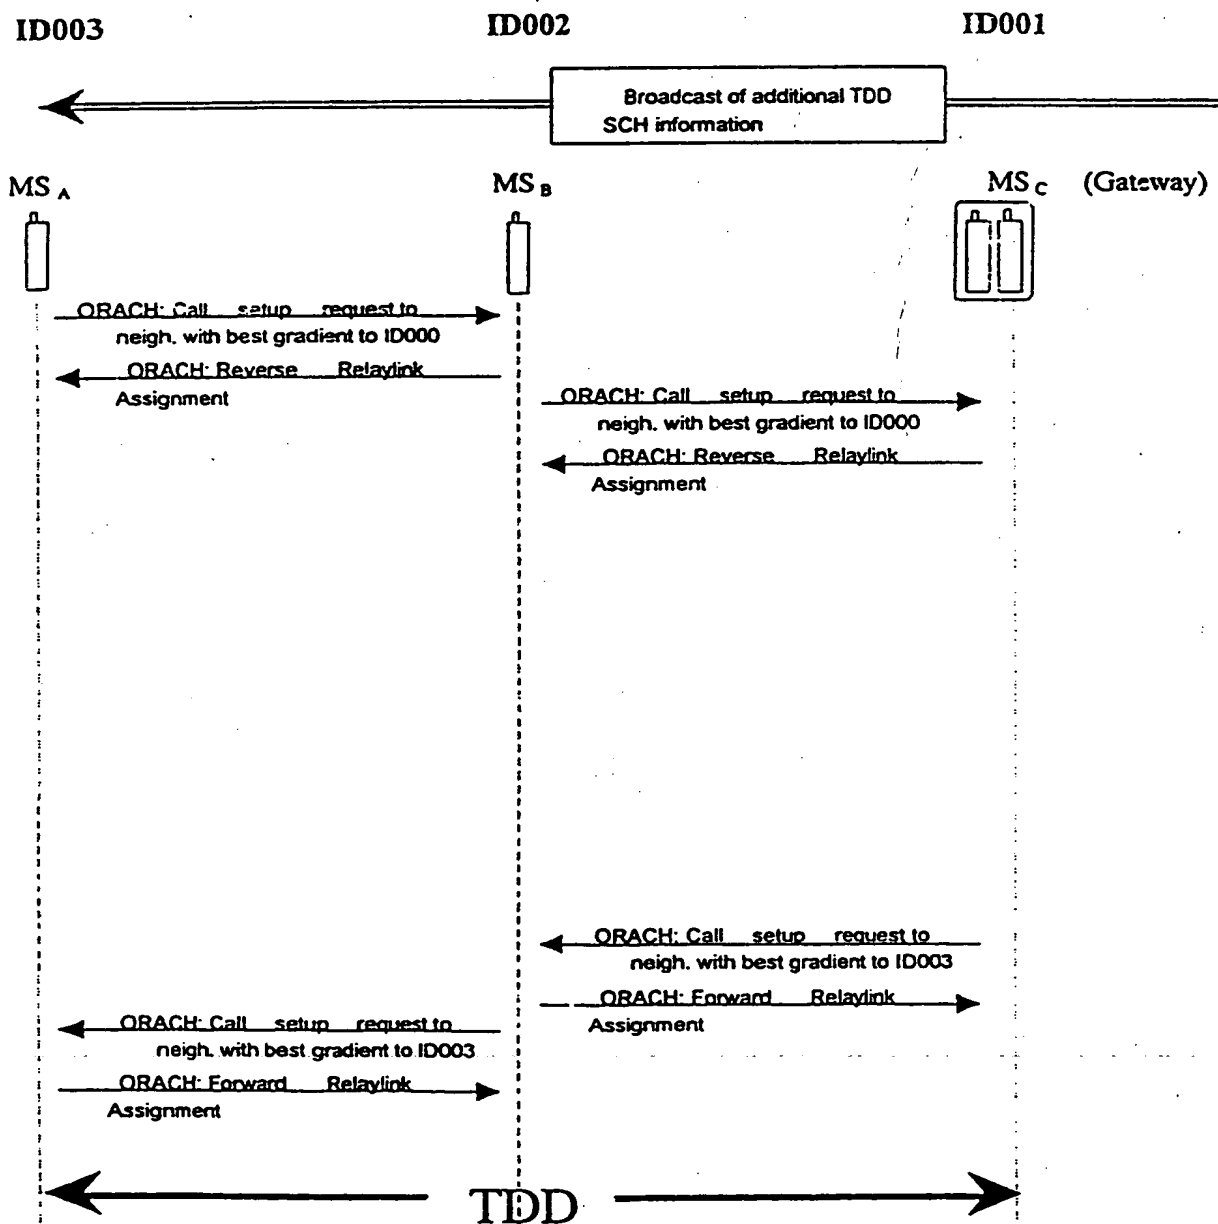 ID003 ID002 ID001
Broadcast of additional TDD
SCH information
MS A MS B MS C (Gateway)
ORACH: Call setup request to
neigh. with best gradient to ID000
ORACH: Reverse Relaylink
Assignment
ORACH: Call setup request to
neigh. with best gradient to ID000
ORACH: Reverse Relaylink
Assignment
ORACH: Call setup request to
neigh. with best gradient to ID003
ORACH: Forward Relaylink
Assignment
ORACH: Call setup request to
neigh. with best gradient to ID003
ORACH: Forward Relaylink
Assignment
TDD